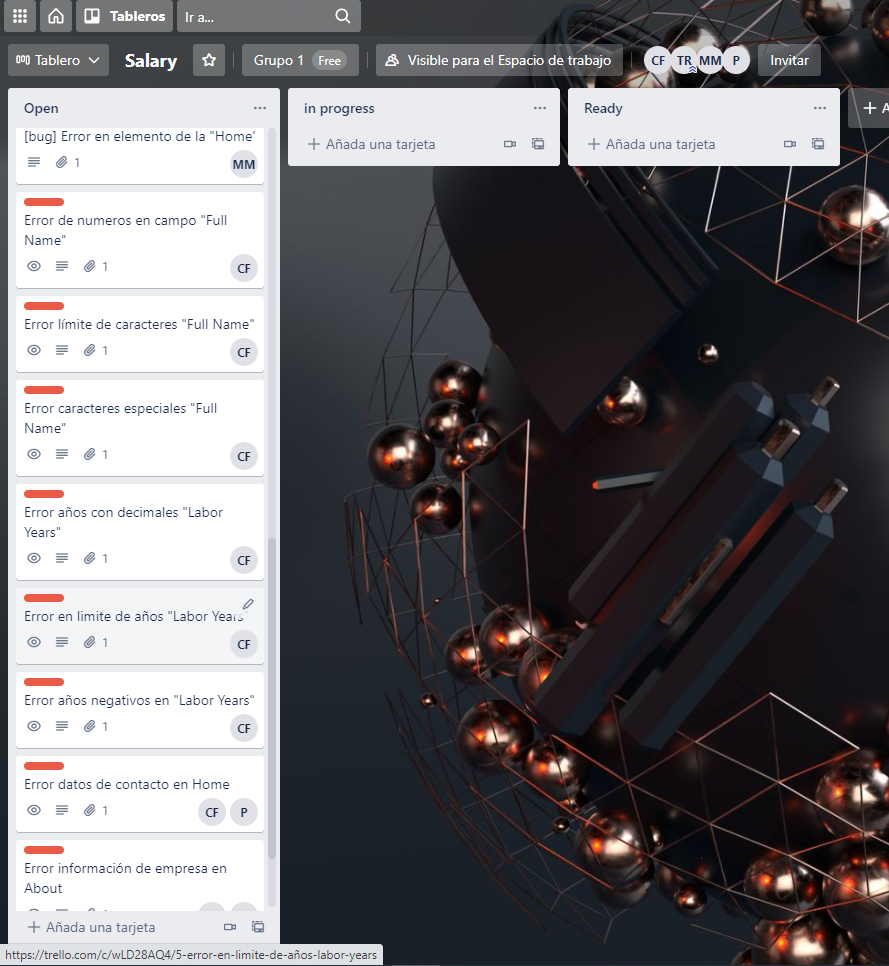 Tableros
Ir a...
Tablero
Salary
Grupo 1
Free
Visible para el Espacio de trabajo
CF
TR
MM
P
Invitar
Open
in progress
Ready
Añada una tarjeta
Añada una tarjeta
[bug] Error en elemento de la "Home'
1
MM
Error de numeros en campo "Full
Name"
1
CF
Error límite de caracteres "Full Name"
1
CF
Error caracteres especiales "Full
Name"
1
CF
Error años con decimales "Labor
Years"
1
CF
Error en limite de años "Labor Years"
1
CF
Error años negativos en "Labor Years"
1
CF
Error datos de contacto en Home
1
CF
P
Error información de empresa en
About
Añada una tarjeta
https://trello.com/c/wLD28AQ4/5-error-en-limite-de-años-labor-years